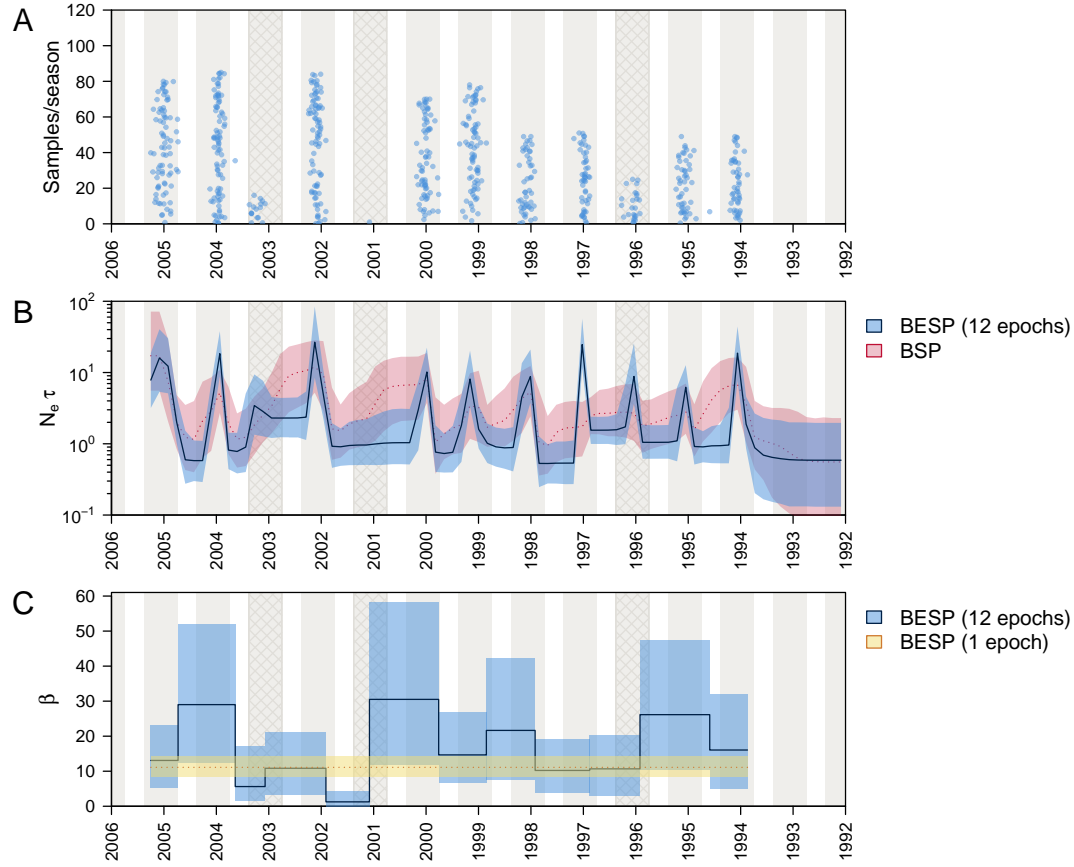 A
Samples/season
120
100
80
60
40
20
0
2006 2005 2004 2003 2002 2001 2000 1999 1998 1997 1996 1995 1994 1993 1992
B
N_e τ
10^2
10^1
10^0
10^−1
2006 2005 2004 2003 2002 2001 2000 1999 1998 1997 1996 1995 1994 1993 1992
BESP (12 epochs)
BSP
C
β
60
50
40
30
20
10
0
2006 2005 2004 2003 2002 2001 2000 1999 1998 1997 1996 1995 1994 1993 1992
BESP (12 epochs)
BESP (1 epoch)